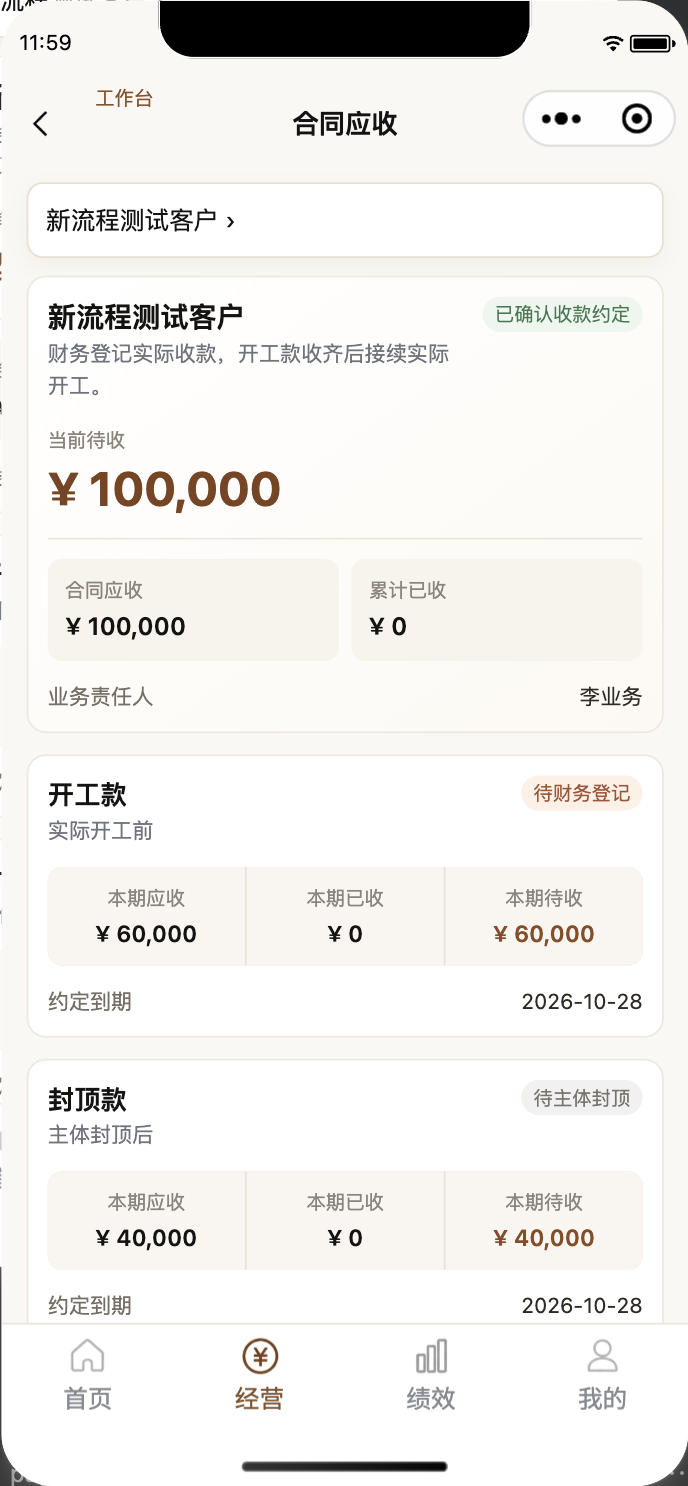 11:59
工作台
合同应收
新流程测试客户 ›
新流程测试客户
已确认收款约定
财务登记实际收款，开工款收齐后接续实际
开工。
当前待收
¥ 100,000
合同应收
累计已收
¥ 100,000
¥ 0
业务责任人
李业务
开工款
待财务登记
实际开工前
本期应收
本期已收
本期待收
¥ 60,000
¥ 0
¥ 60,000
约定到期
2026-10-28
封顶款
待主体封顶
主体封顶后
本期应收
本期已收
本期待收
¥ 40,000
¥ 0
¥ 40,000
约定到期
2026-10-28
首页
经营
绩效
我的